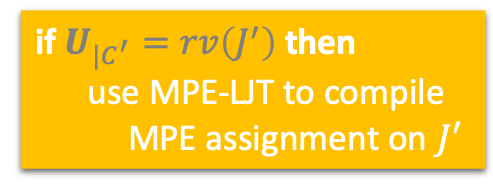 if U|C′ = rv(J′) then
use MPE-LJT to compile
MPE assignment on J′